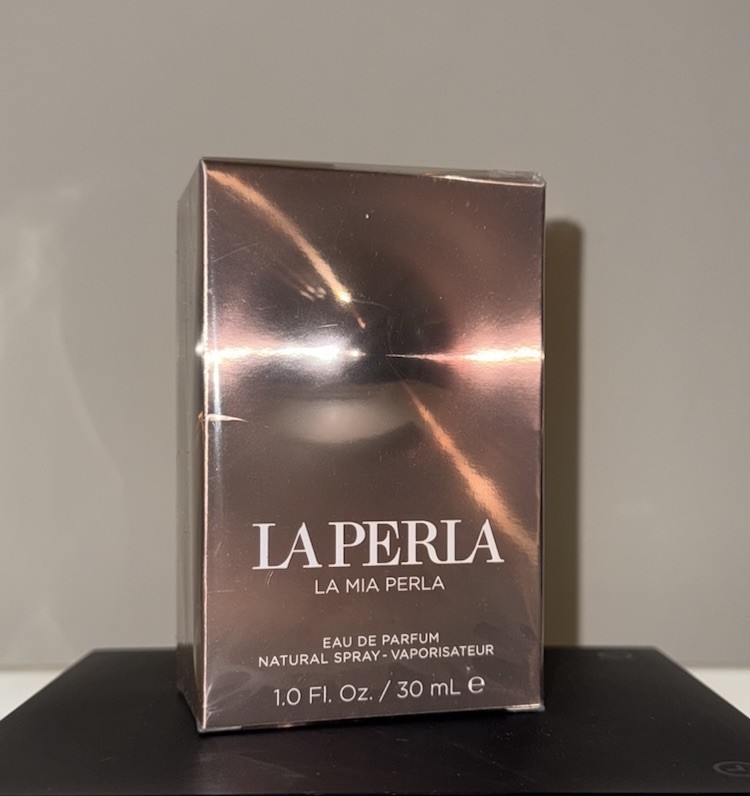 LA PERLA
LA MIA PERLA
EAU DE PARFUM
NATURAL SPRAY-VAPORISATEUR
1.0 Fl. Oz. / 30 mL ℮